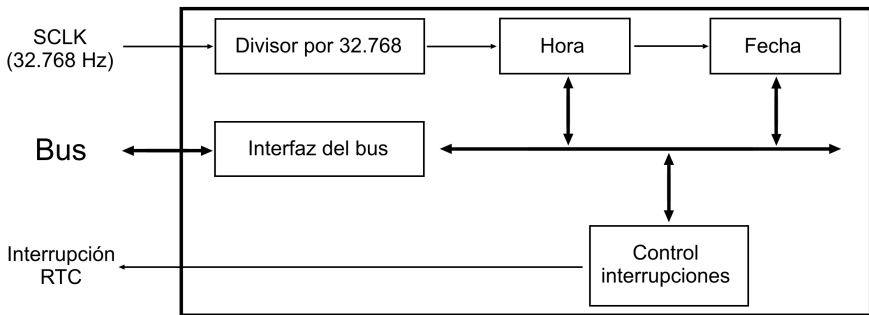 SCLK
(32.768 Hz)
Divisor por 32.768
Hora
Fecha
Bus
Interfaz del bus
Interrupción
RTC
Control
interrupciones